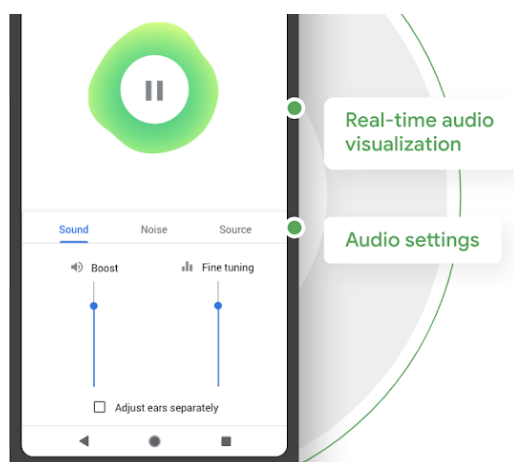 Real-time audio
visualization
Sound Noise Source
Audio settings
Boost Fine tuning
Adjust ears separately